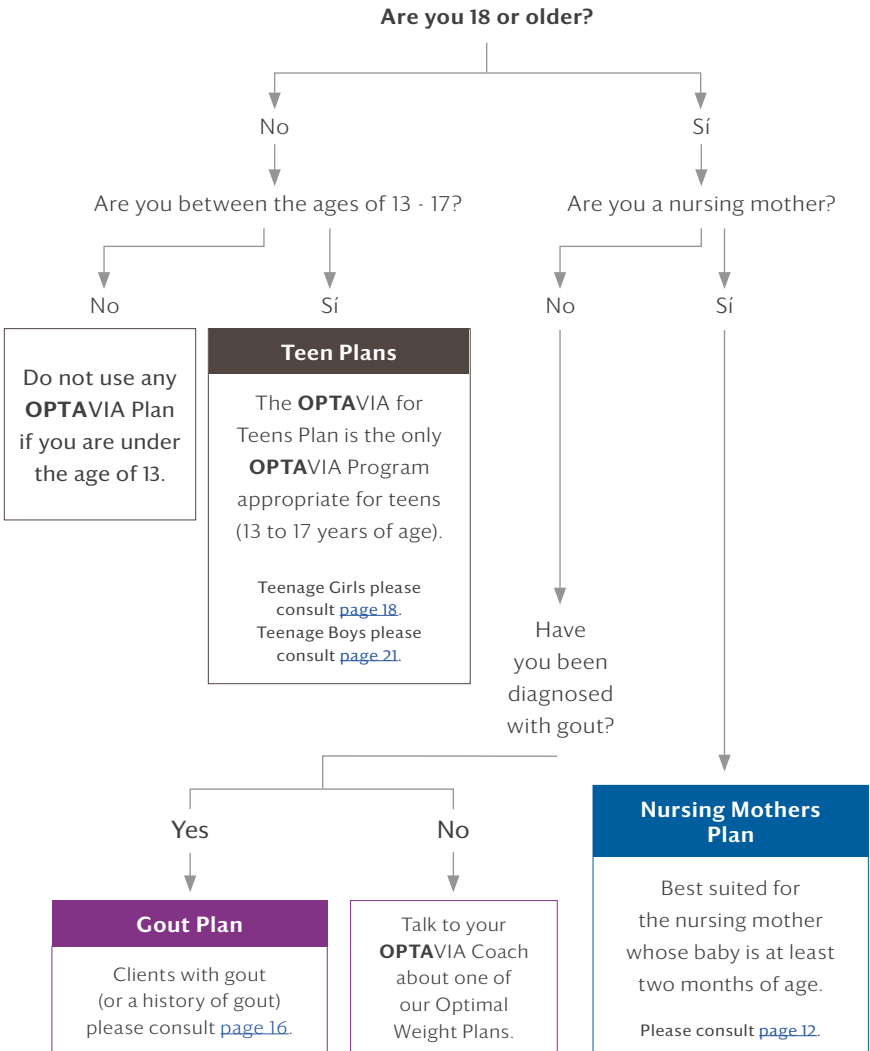 Are you 18 or older?
No
Sí
Are you between the ages of 13 - 17?
Are you a nursing mother?
No
Sí
No
Sí
Do not use any
OPTAVIA Plan
if you are under
the age of 13.
Teen Plans
The OPTAVIA for
Teens Plan is the only
OPTAVIA Program
appropriate for teens
(13 to 17 years of age).
Teenage Girls please
consult page 18.
Teenage Boys please
consult page 21.
Have
you been
diagnosed
with gout?
Yes
No
Gout Plan
Clients with gout
(or a history of gout)
please consult page 16.
Talk to your
OPTAVIA Coach
about one of
our Optimal
Weight Plans.
Nursing Mothers
Plan
Best suited for
the nursing mother
whose baby is at least
two months of age.
Please consult page 12.